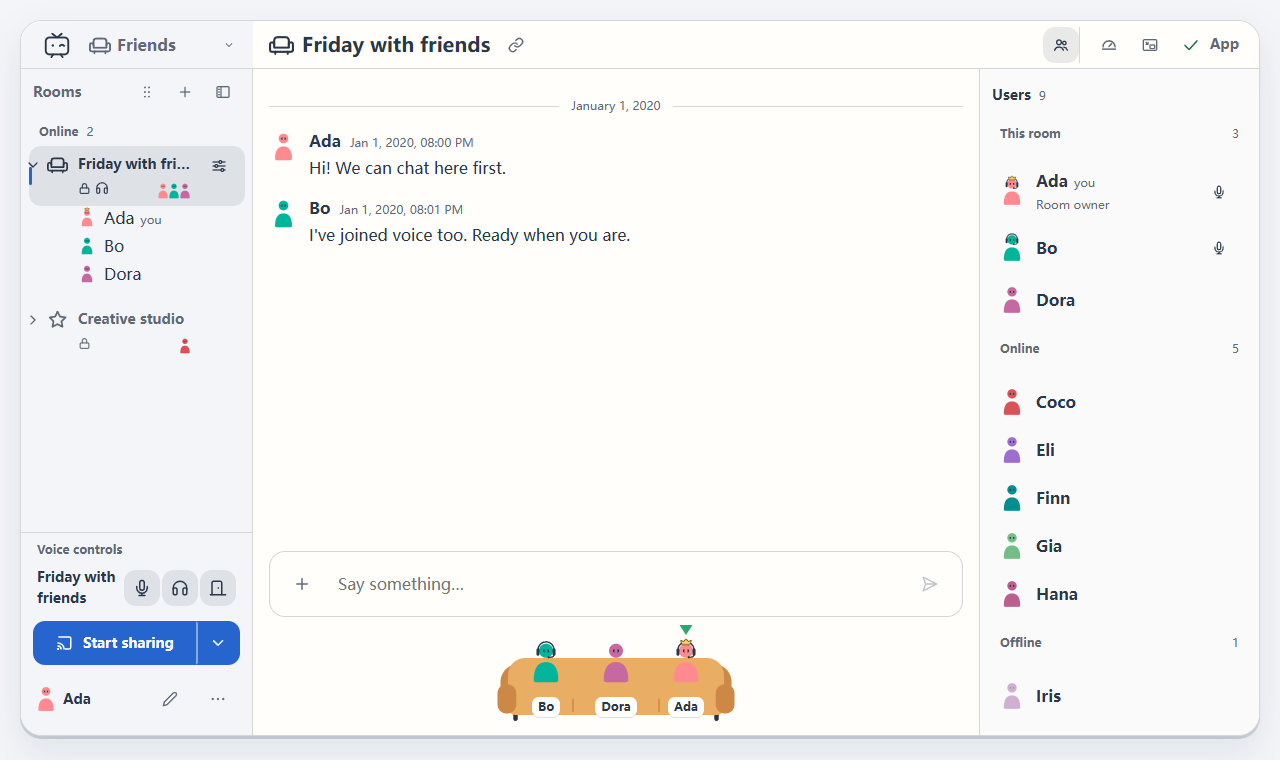 Friends
Friday with friends
App
Rooms
Online 2
Friday with fri...
Ada you
Bo
Dora
Creative studio
January 1, 2020
Ada Jan 1, 2020, 08:00 PM
Hi! We can chat here first.
Bo Jan 1, 2020, 08:01 PM
I've joined voice too. Ready when you are.
Say something...
Bo
Dora
Ada
Voice controls
Friday with
friends
Start sharing
Ada
Users 9
This room 3
Ada you
Room owner
Bo
Dora
Online 5
Coco
Eli
Finn
Gia
Hana
Offline 1
Iris